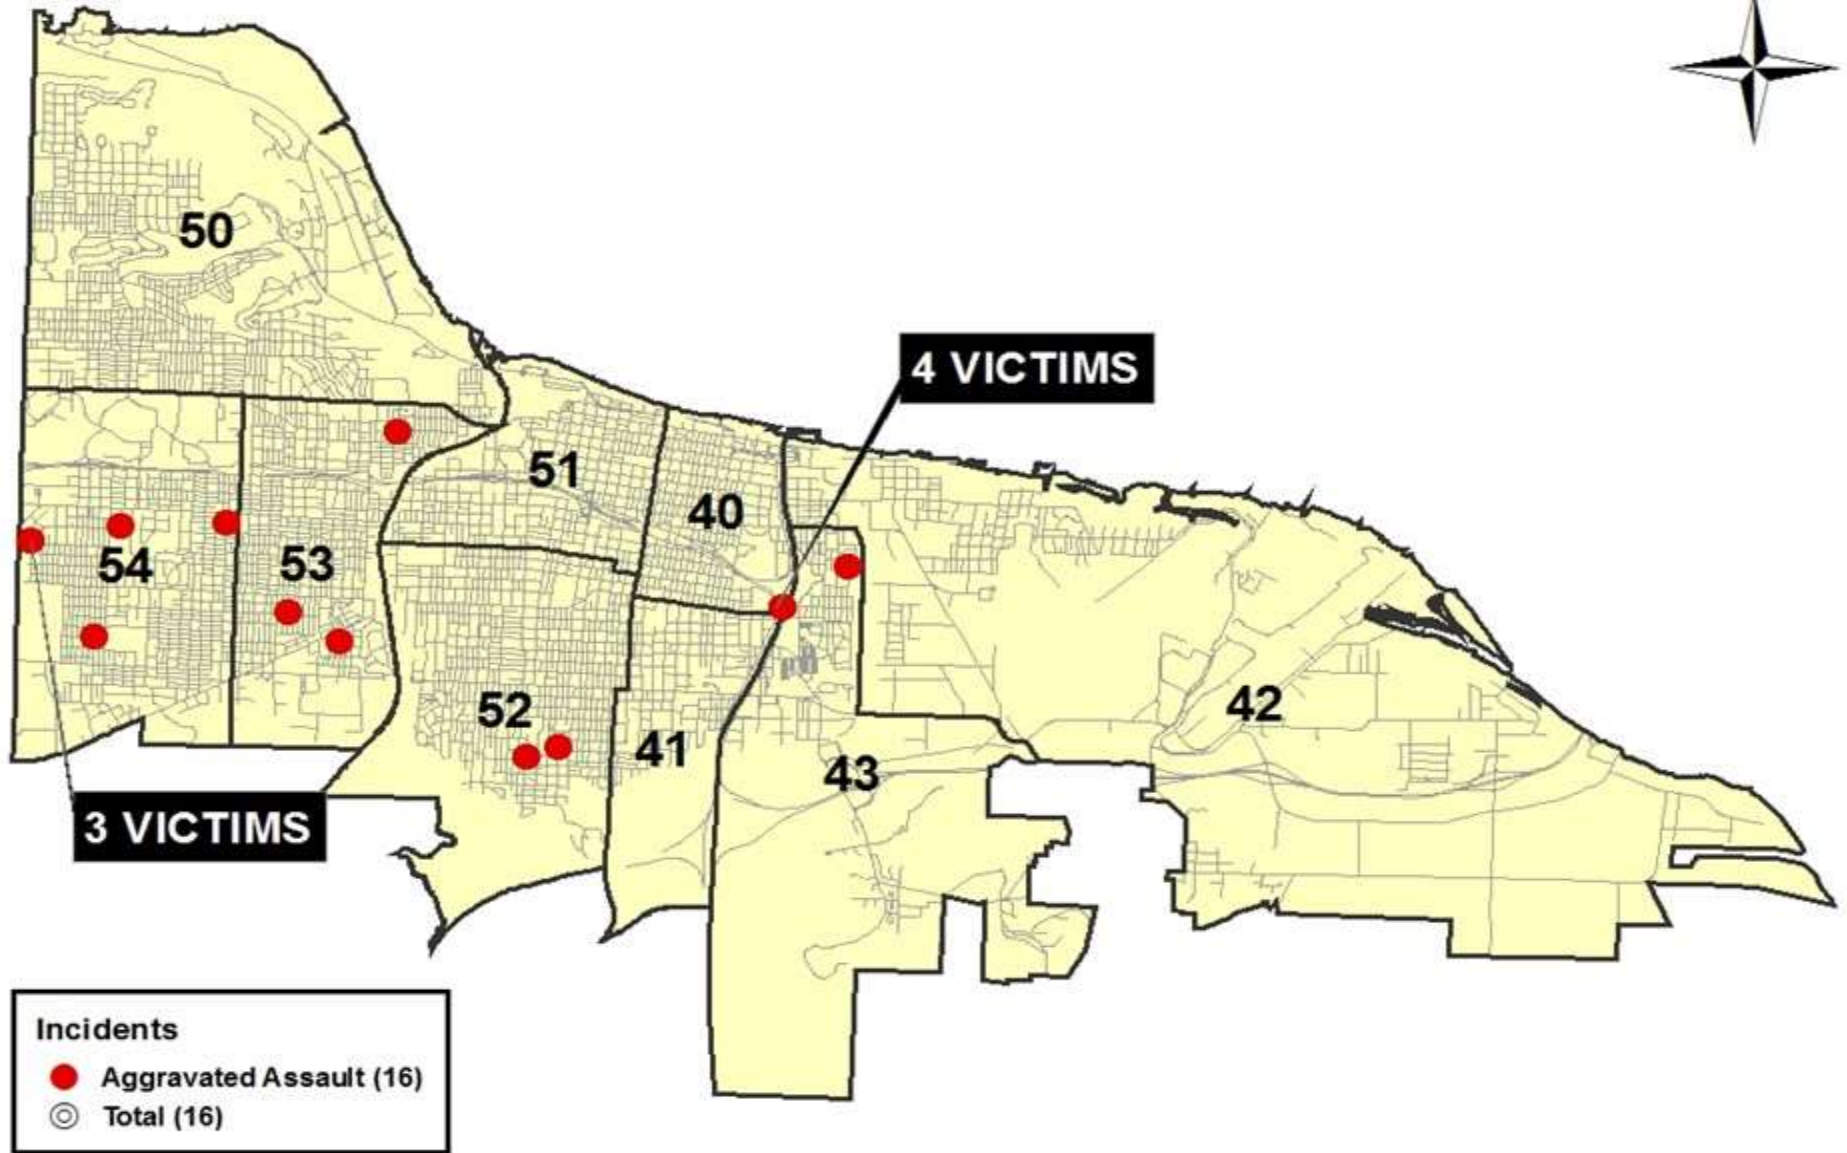 50
4 VICTIMS
51
40
54
53
52
41
42
43
3 VICTIMS
Incidents
Aggravated Assault (16)
Total (16)